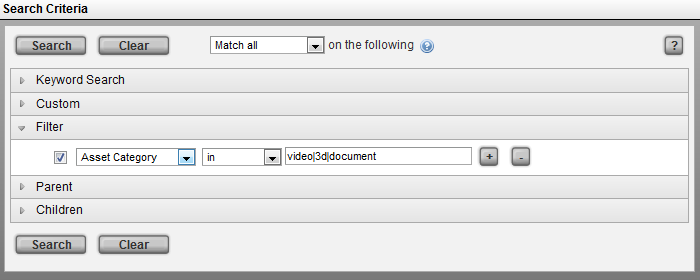 Search Criteria
Search Clear Match all on the following ?
Keyword Search
Custom
Filter
Asset Category in video|3d|document + -
Parent
Children
Search Clear